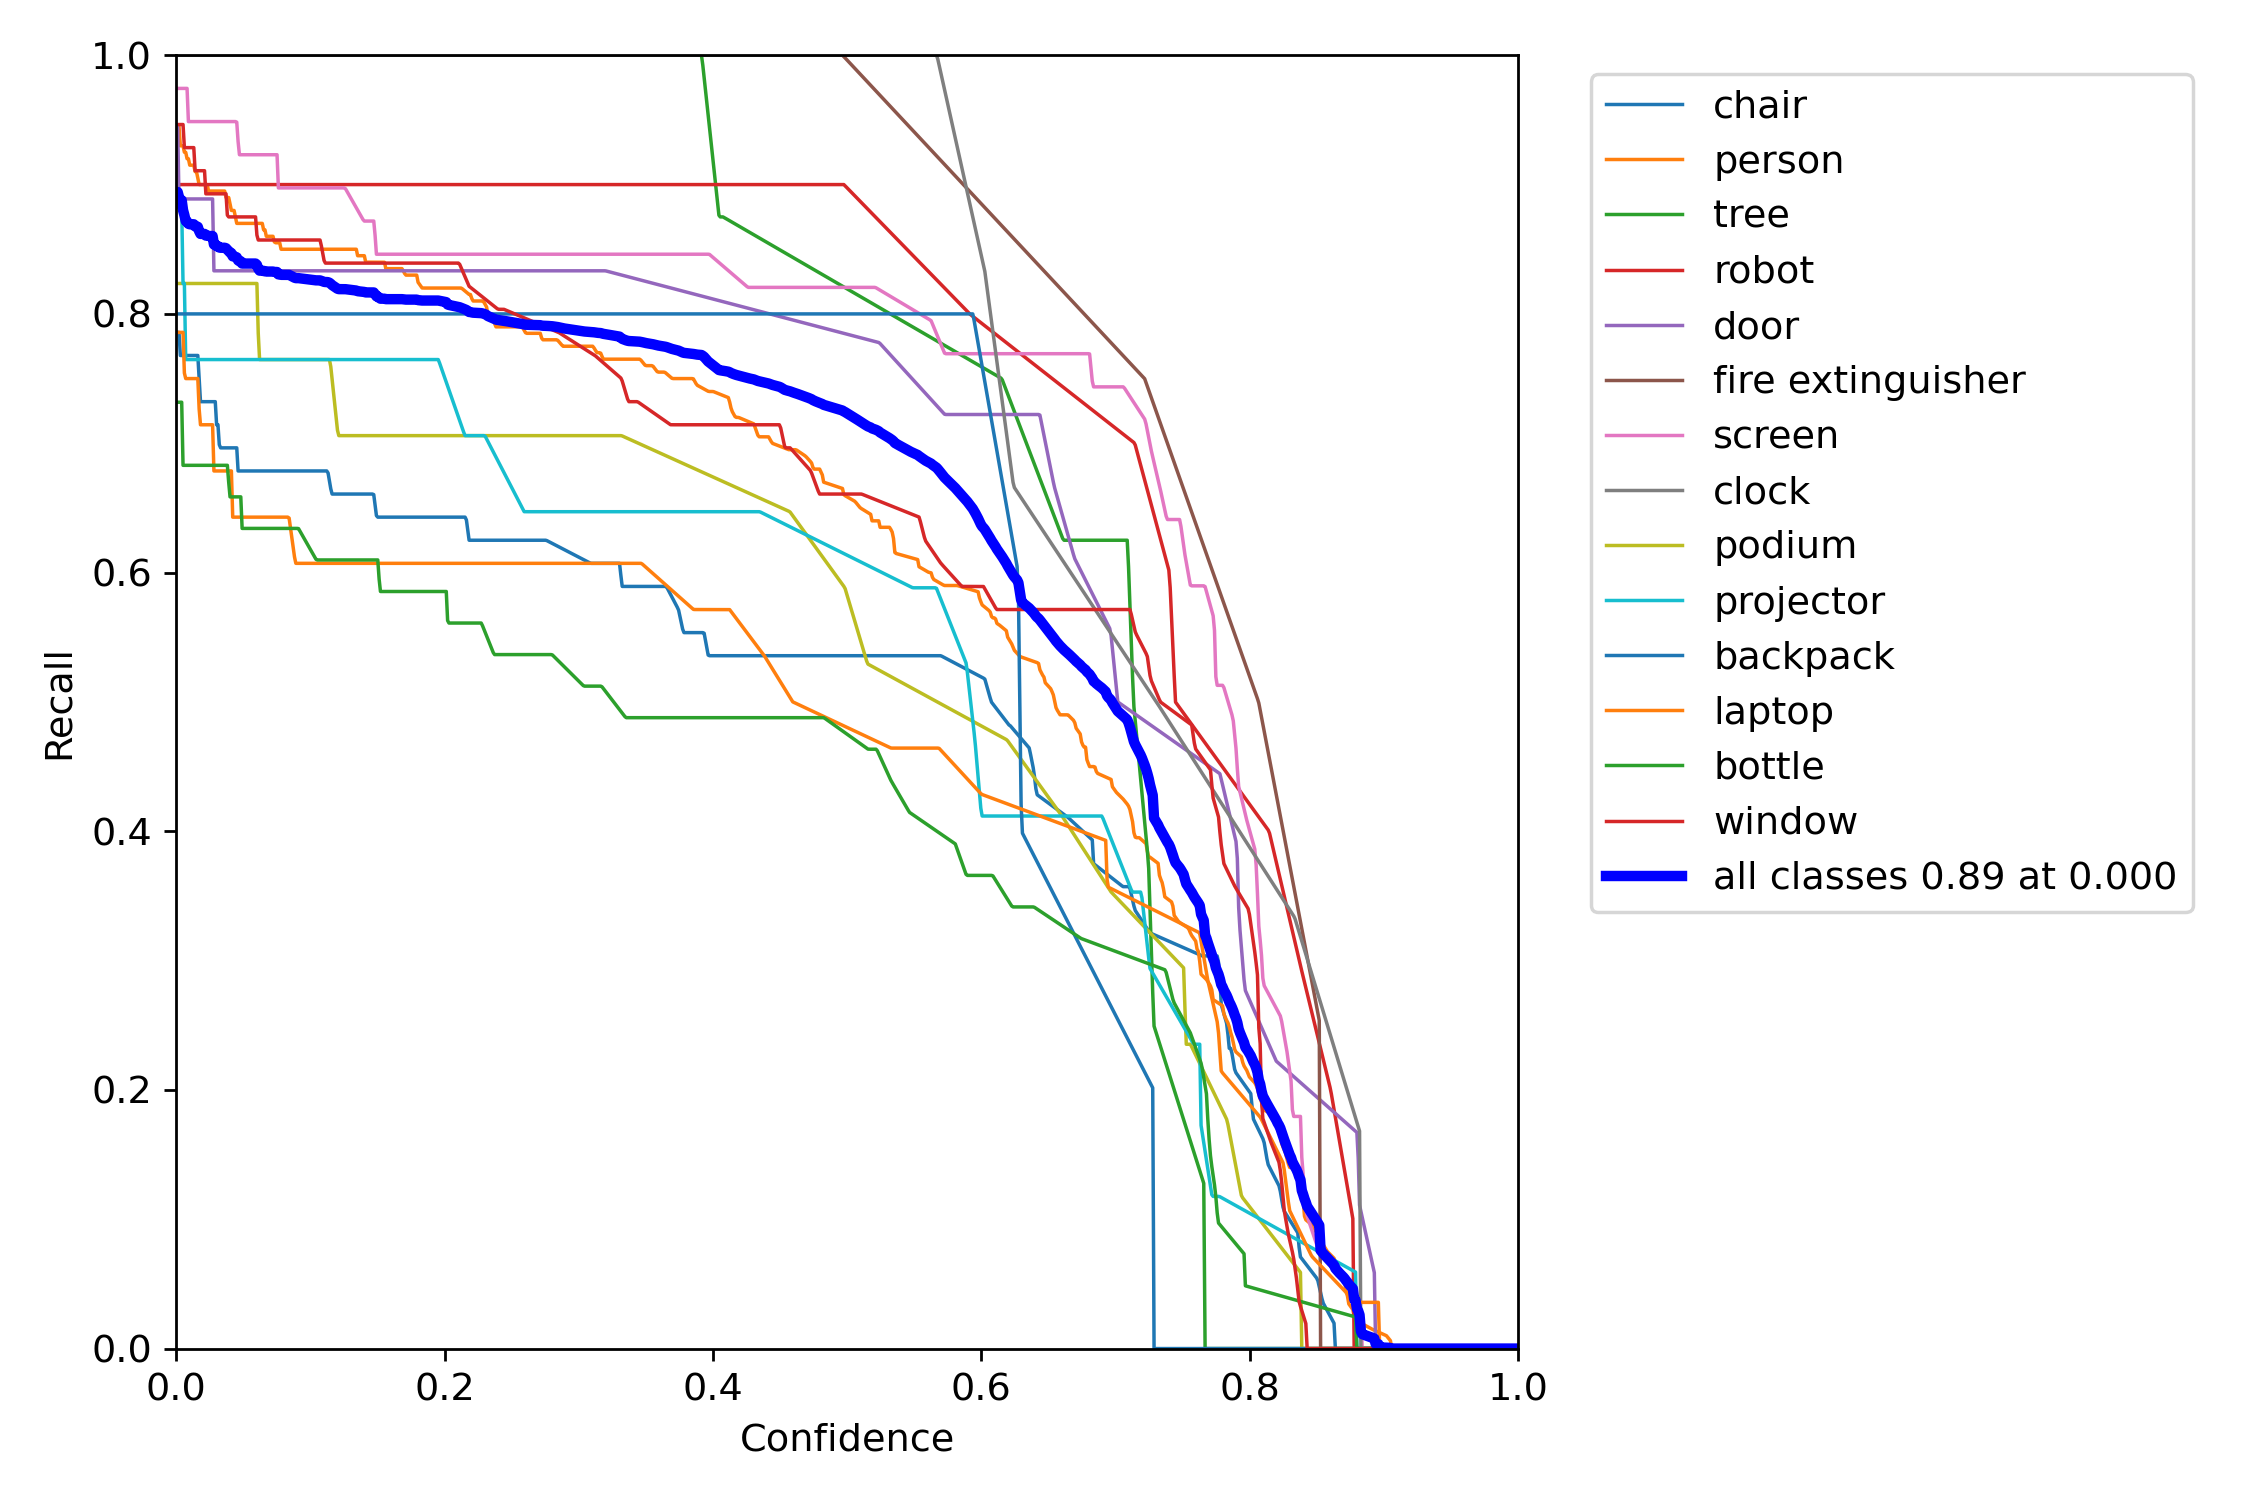 1.0
0.8
0.6
0.4
0.2
0.0
Recall
0.0 0.2 0.4 0.6 0.8 1.0
Confidence
chair
person
tree
robot
door
fire extinguisher
screen
clock
podium
projector
backpack
laptop
bottle
window
all classes 0.89 at 0.000